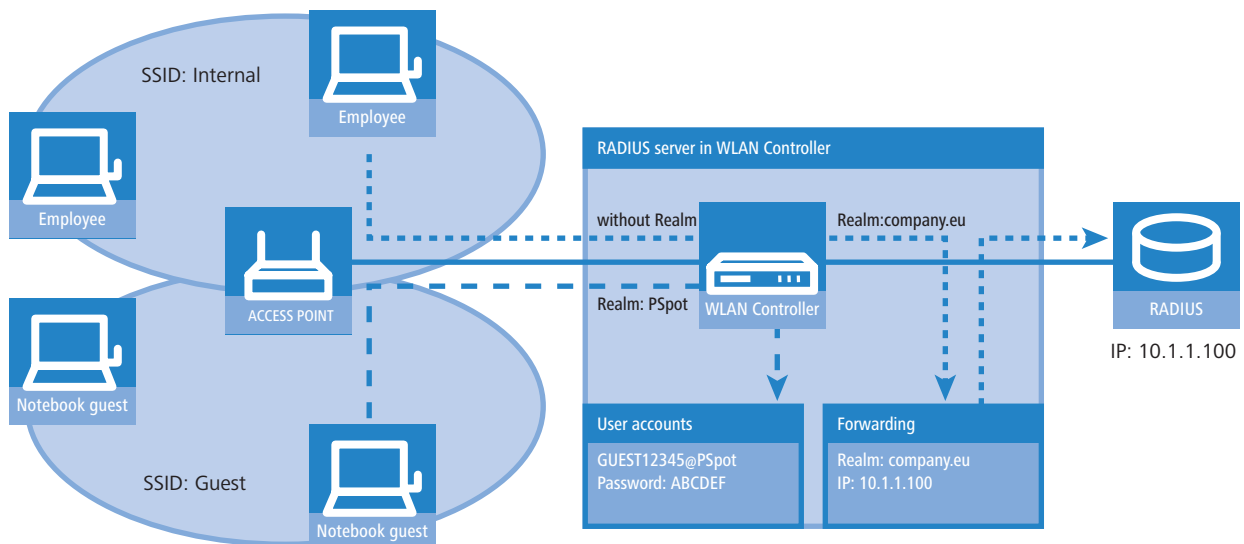 SSID: Internal
Employee
Employee
ACCESS POINT
Notebook guest
SSID: Guest
Notebook guest
RADIUS server in WLAN Controller
without Realm
Realm:company.eu
Realm: PSpot
WLAN Controller
RADIUS
IP: 10.1.1.100
User accounts
GUEST12345@PSpot
Password: ABCDEF
Forwarding
Realm: company.eu
IP: 10.1.1.100